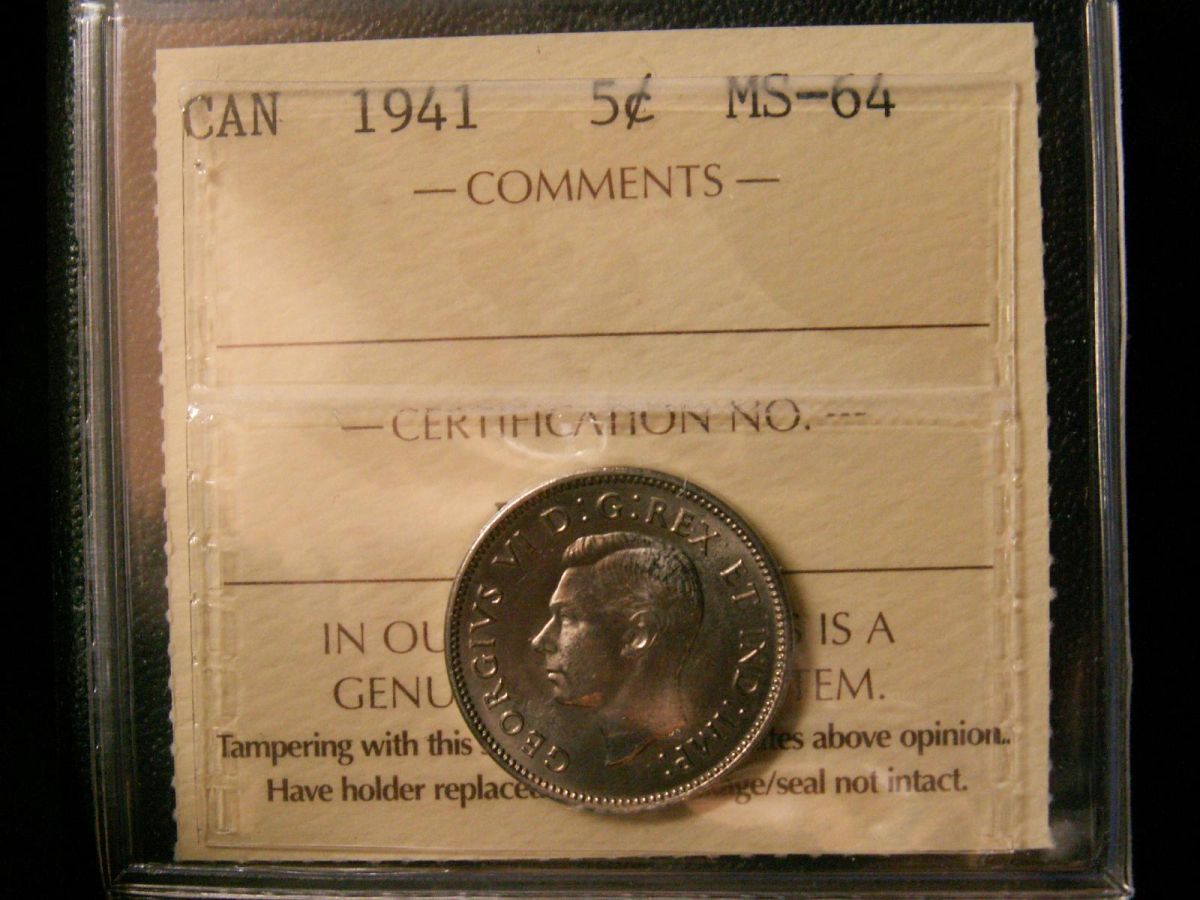 CAN 1941 5¢ MS-64
— COMMENTS —
— CERTIFICATION NO. ---
GEORGIVS VI D:G:REX ET IND:IMP:
IN OU S IS A
GENU TEM.
Tampering with this tes above opinion..
Have holder replaced age/seal not intact.